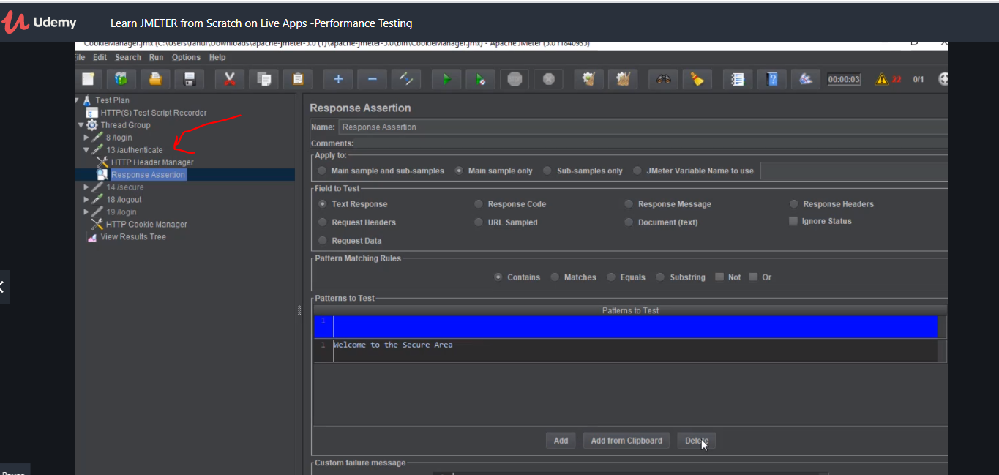 Udemy
Learn JMETER from Scratch on Live Apps -Performance Testing
CookieManager.jmx (C:\Users\rahul\Downloads\apache-jmeter-5.0 (1)\apache-jmeter-5.0\bin\CookieManager.jmx) - Apache JMeter (5.0 r1840935)
ile Edit Search Run Options Help
00:00:03 22 0/1
Test Plan
HTTP(S) Test Script Recorder
Thread Group
8 /login
13 /authenticate
HTTP Header Manager
Response Assertion
14 /secure
18 /logout
19 /login
HTTP Cookie Manager
View Results Tree
Response Assertion
Name: Response Assertion
Comments:
Apply to:
Main sample and sub-samples Main sample only Sub-samples only JMeter Variable Name to use
Field to Test
Text Response Response Code Response Message Response Headers
Request Headers URL Sampled Document (text) Ignore Status
Request Data
Pattern Matching Rules
Contains Matches Equals Substring Not Or
Patterns to Test
Patterns to Test
1
1 Welcome to the Secure Area
Add Add from Clipboard Delete
Custom failure message